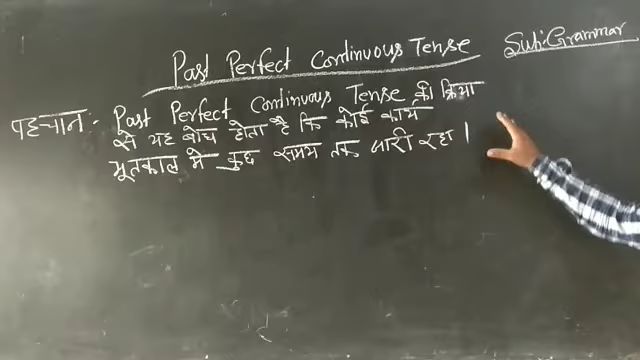 Past Perfect Continuous Tense
Sub:Grammar
पहचान:- Past Perfect Continuous Tense की क्रिया
से यह बोध होता है कि कोई कार्य
भूतकाल मे कुछ समय तक जारी रहा।